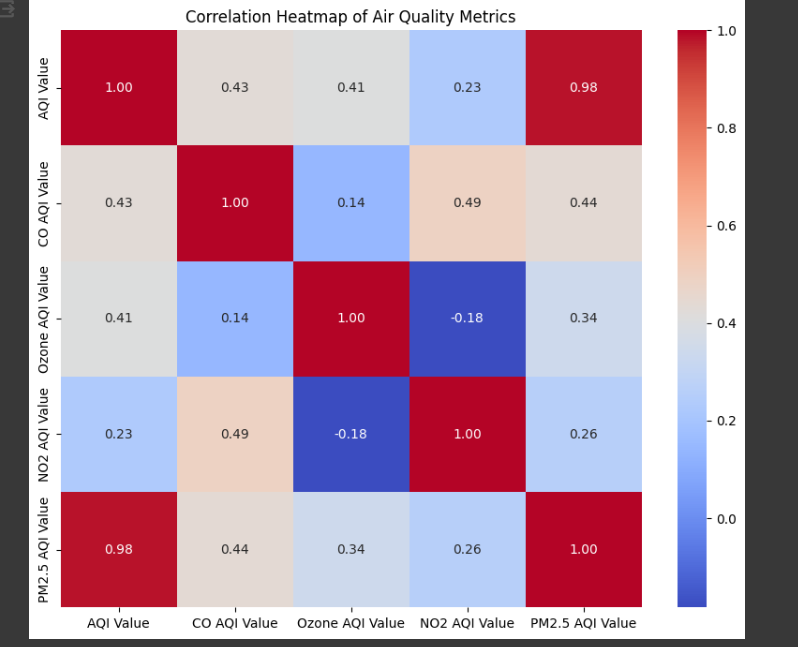 Correlation Heatmap of Air Quality Metrics
AQI Value 1.00 0.43 0.41 0.23 0.98
CO AQI Value 0.43 1.00 0.14 0.49 0.44
Ozone AQI Value 0.41 0.14 1.00 -0.18 0.34
NO2 AQI Value 0.23 0.49 -0.18 1.00 0.26
PM2.5 AQI Value 0.98 0.44 0.34 0.26 1.00
AQI Value CO AQI Value Ozone AQI Value NO2 AQI Value PM2.5 AQI Value
1.0
0.8
0.6
0.4
0.2
0.0